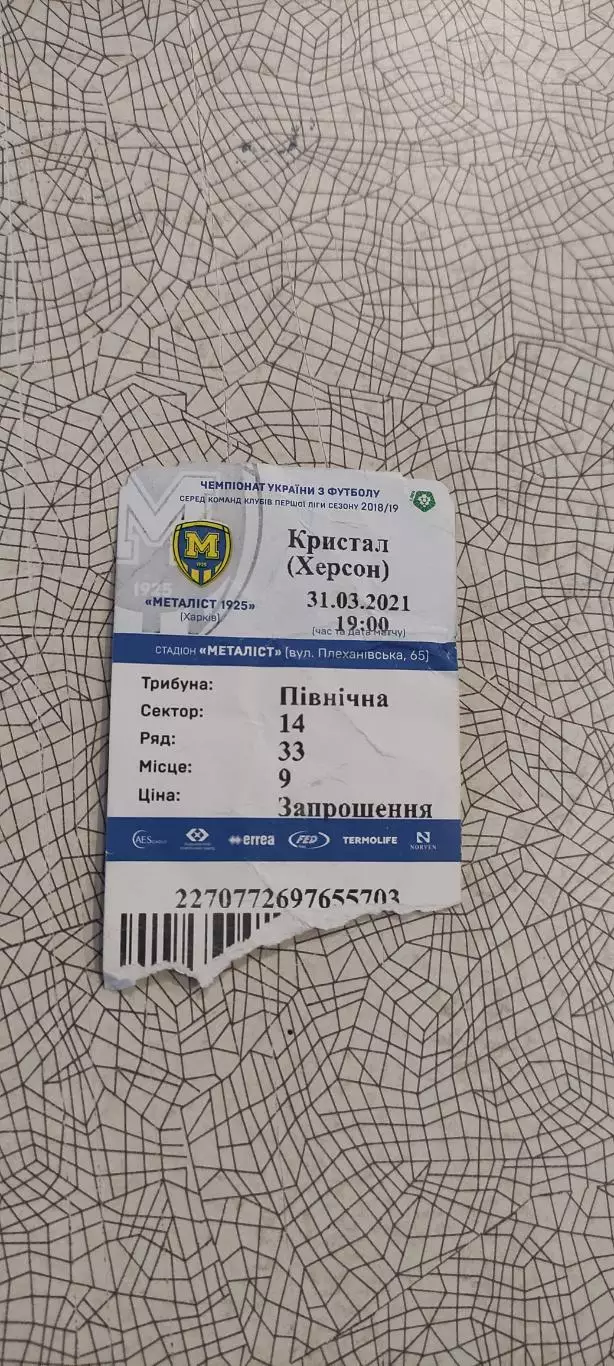 ЧЕМПІОНАТ УКРАЇНИ З ФУТБОЛУ
СЕРЕД КОМАНД КЛУБІВ ПЕРШОЇ ЛІГИ СЕЗОНУ 2018/19
M
1925
1925
Кристал
(Херсон)
«МЕТАЛІСТ 1925»
(Харків)
31.03.2021
19:00
(час та дата матчу)
СТАДІОН «МЕТАЛІСТ» (вул. Плеханівська, 65)
Трибуна: Північна
Сектор: 14
Ряд: 33
Місце: 9
Ціна: Запрошення
AES errea FED TERMOLIFE N NORVEN
2270772697655703